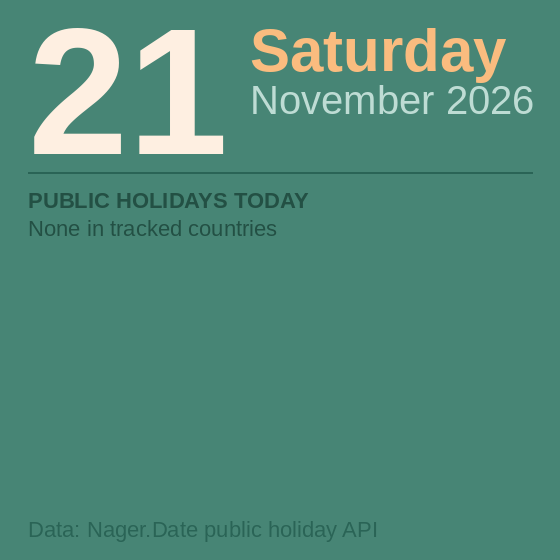 21
Saturday
November 2026
PUBLIC HOLIDAYS TODAY
None in tracked countries
Data: Nager.Date public holiday API